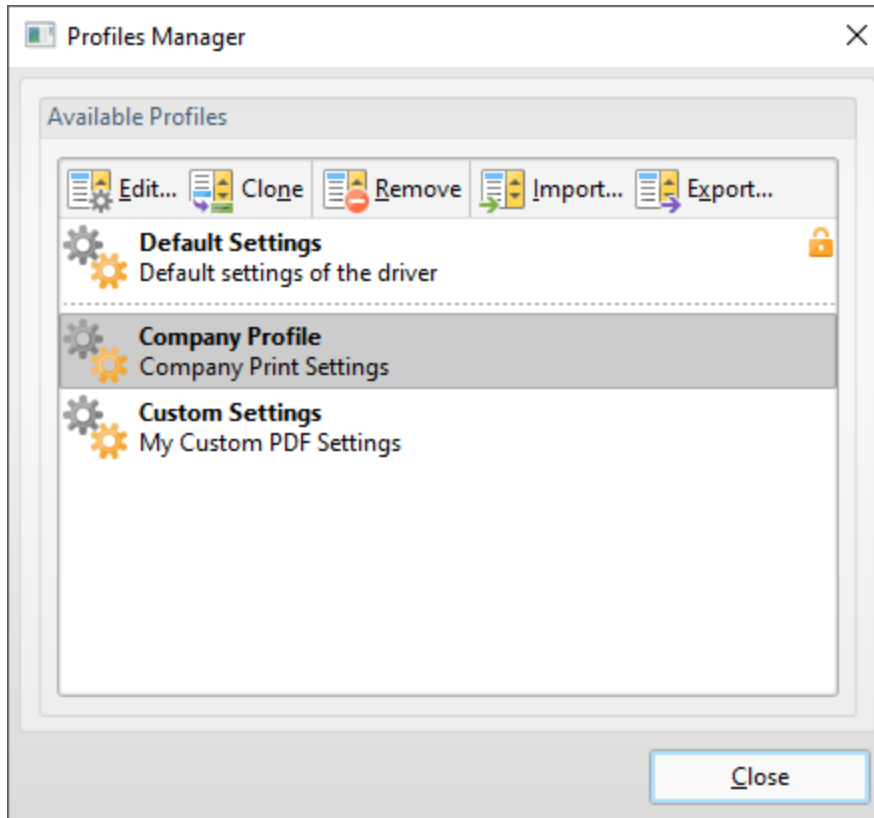 Profiles Manager
Available Profiles
Edit... Clone Remove Import... Export...
Default Settings
Default settings of the driver
Company Profile
Company Print Settings
Custom Settings
My Custom PDF Settings
Close